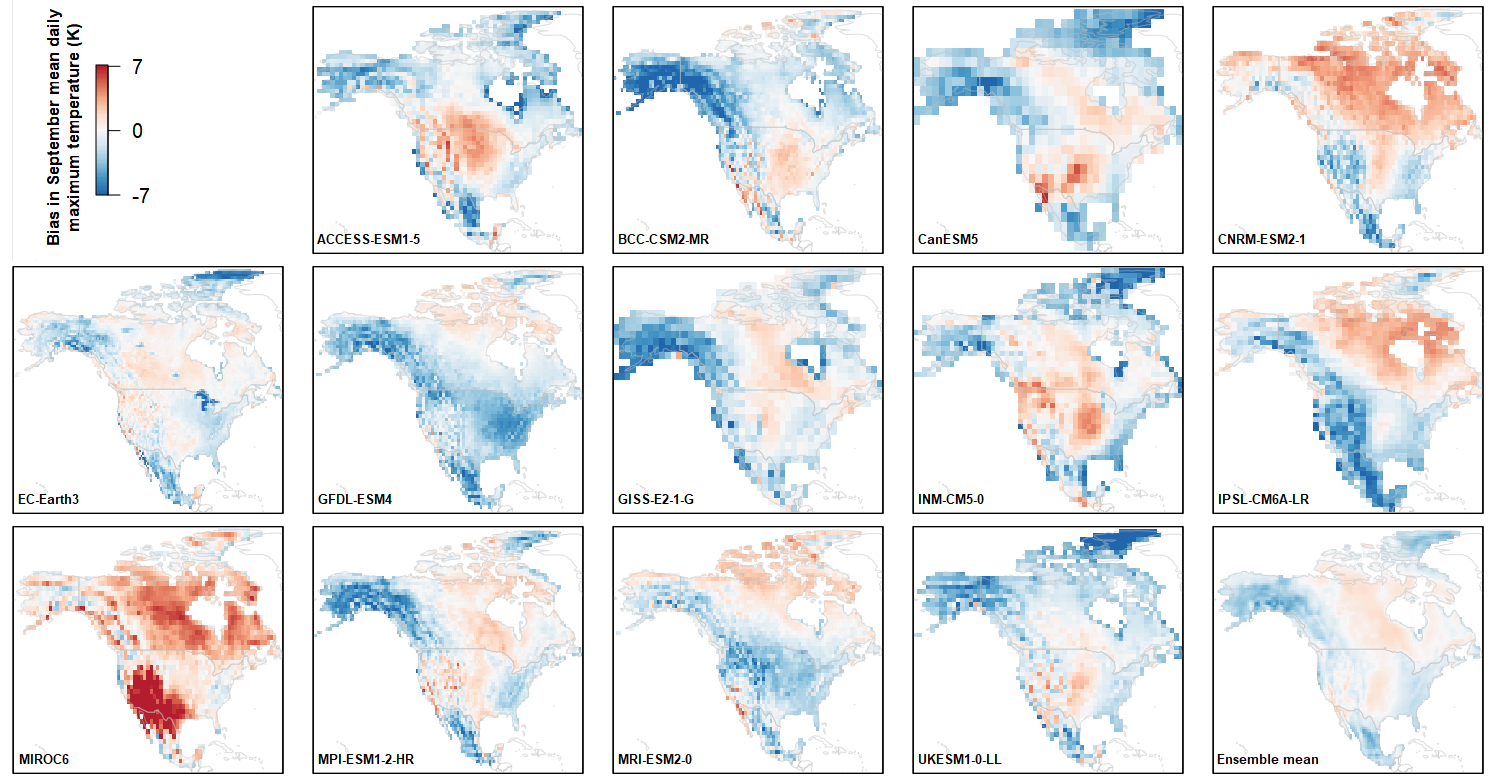 Bias in September mean daily
maximum temperature (K)
7
0
-7
ACCESS-ESM1-5
BCC-CSM2-MR
CanESM5
CNRM-ESM2-1
EC-Earth3
GFDL-ESM4
GISS-E2-1-G
INM-CM5-0
IPSL-CM6A-LR
MIROC6
MPI-ESM1-2-HR
MRI-ESM2-0
UKESM1-0-LL
Ensemble mean